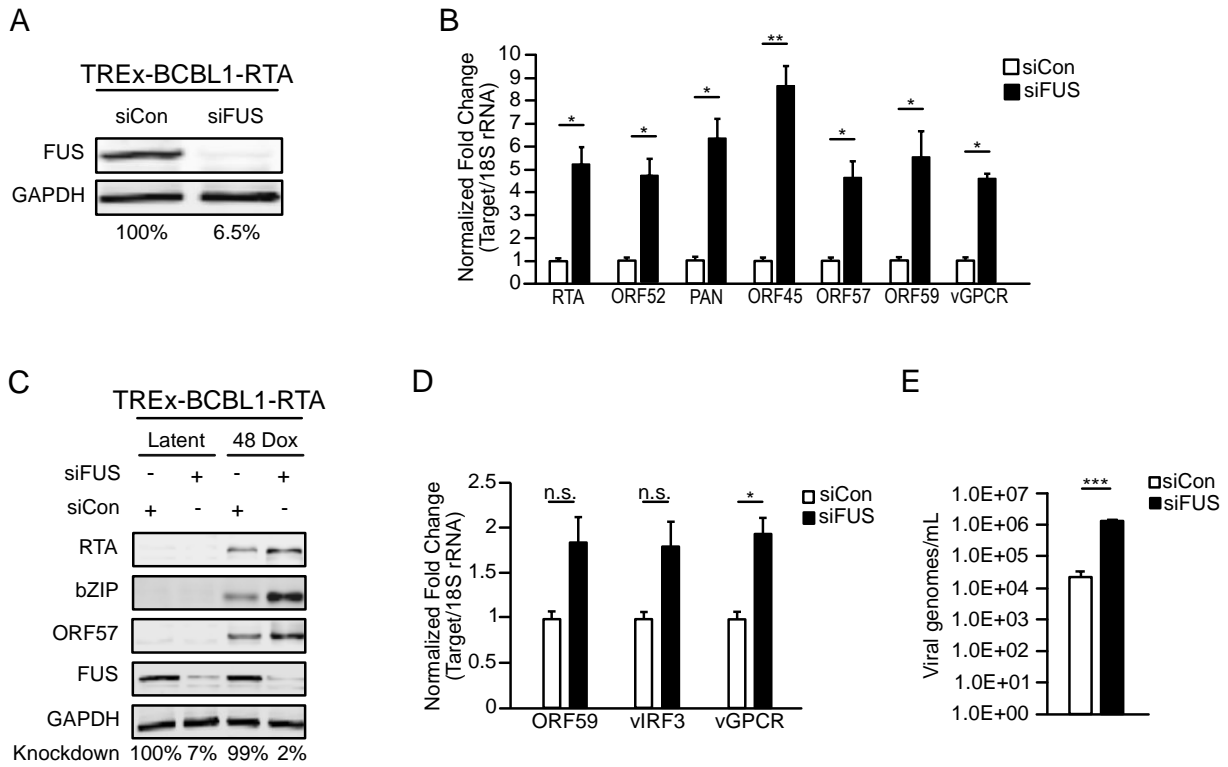 A
TREx-BCBL1-RTA
siCon siFUS
FUS
GAPDH
100% 6.5%
B
Normalized Fold Change
(Target/18S rRNA)
10
9
8
7
6
5
4
3
2
1
0
* * * ** * * *
RTA ORF52 PAN ORF45 ORF57 ORF59 vGPCR
siCon
siFUS
C
TREx-BCBL1-RTA
Latent 48 Dox
siFUS - + - +
siCon + - + -
RTA
bZIP
ORF57
FUS
GAPDH
Knockdown 100% 7% 99% 2%
D
Normalized Fold Change
(Target/18S rRNA)
2.5
2
1.5
1
0.5
0
n.s. n.s. *
ORF59 vIRF3 vGPCR
siCon
siFUS
E
Viral genomes/mL
1.0E+07
1.0E+06
1.0E+05
1.0E+04
1.0E+03
1.0E+02
1.0E+01
1.0E+00
***
siCon
siFUS